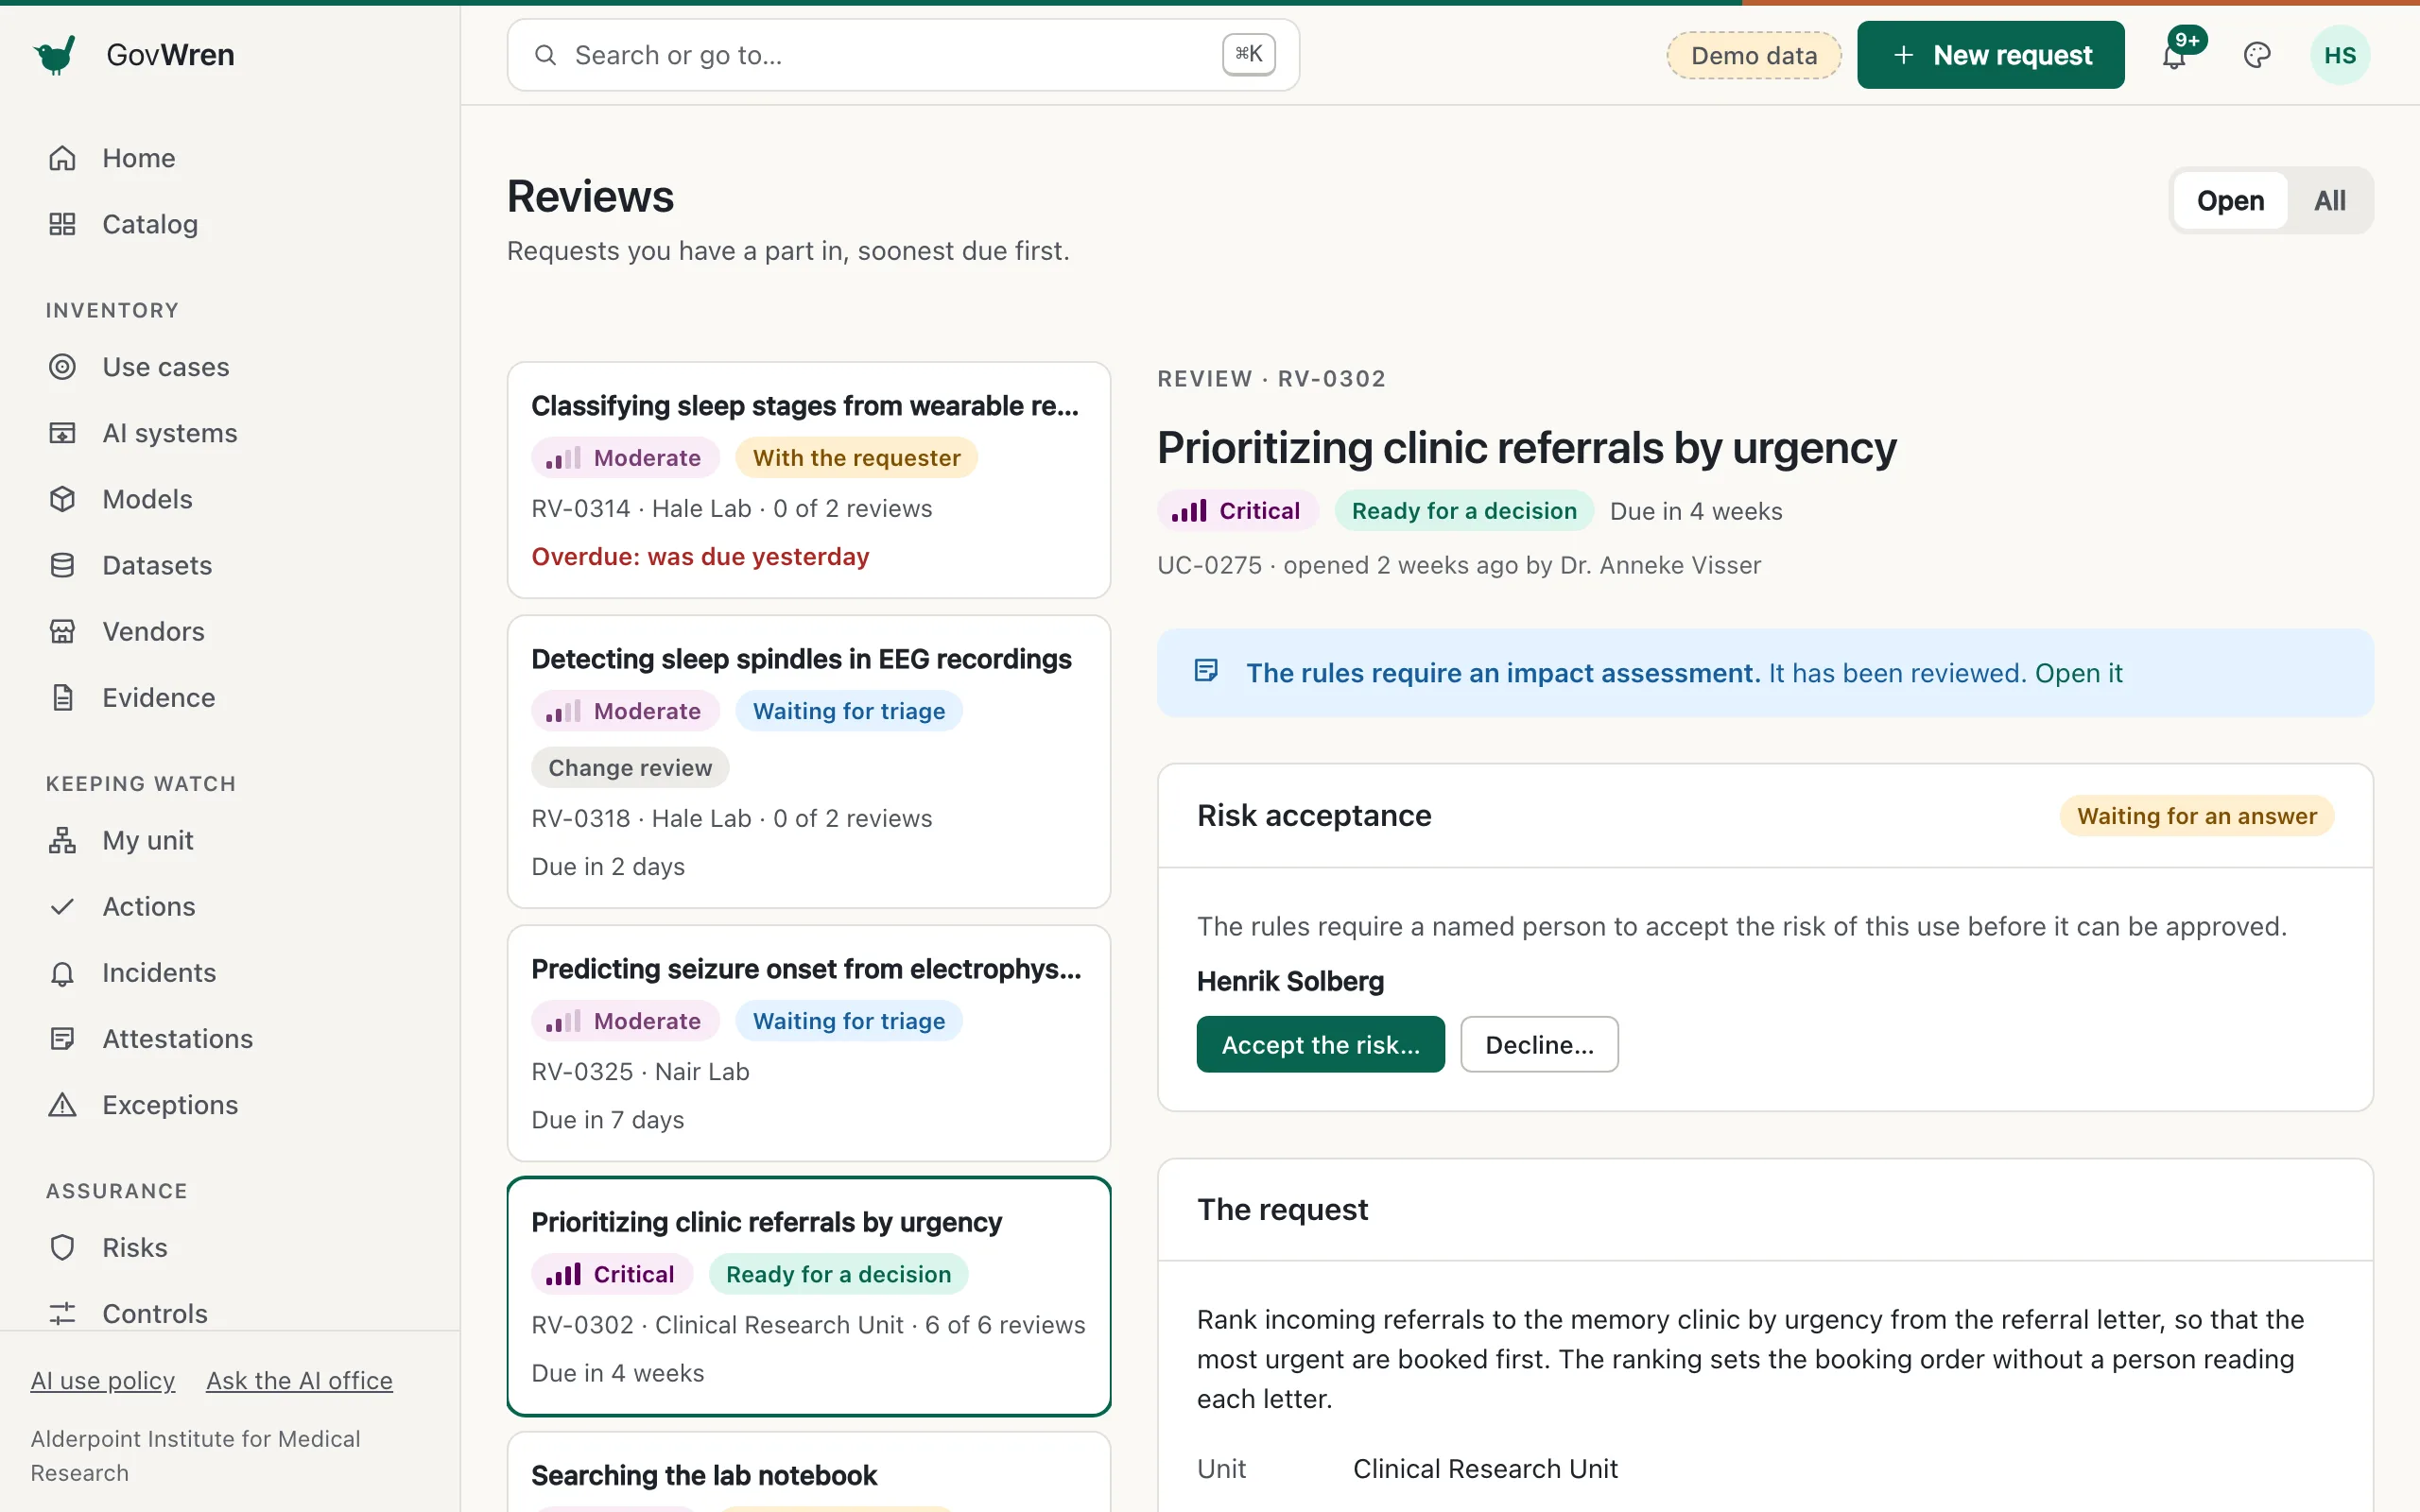 GovWren
Search or go to...
⌘K
Demo data
+ New request
9+
HS
Home
Catalog
INVENTORY
Use cases
AI systems
Models
Datasets
Vendors
Evidence
KEEPING WATCH
My unit
Actions
Incidents
Attestations
Exceptions
ASSURANCE
Risks
Controls
AI use policy
Ask the AI office
Alderpoint Institute for Medical
Research
Reviews
Requests you have a part in, soonest due first.
Open
All
Classifying sleep stages from wearable re...
Moderate
With the requester
RV-0314 · Hale Lab · 0 of 2 reviews
Overdue: was due yesterday
Detecting sleep spindles in EEG recordings
Moderate
Waiting for triage
Change review
RV-0318 · Hale Lab · 0 of 2 reviews
Due in 2 days
Predicting seizure onset from electrophys...
Moderate
Waiting for triage
RV-0325 · Nair Lab
Due in 7 days
Prioritizing clinic referrals by urgency
Critical
Ready for a decision
RV-0302 · Clinical Research Unit · 6 of 6 reviews
Due in 4 weeks
Searching the lab notebook
REVIEW · RV-0302
Prioritizing clinic referrals by urgency
Critical
Ready for a decision
Due in 4 weeks
UC-0275 · opened 2 weeks ago by Dr. Anneke Visser
The rules require an impact assessment. It has been reviewed. Open it
Risk acceptance
Waiting for an answer
The rules require a named person to accept the risk of this use before it can be approved.
Henrik Solberg
Accept the risk...
Decline...
The request
Rank incoming referrals to the memory clinic by urgency from the referral letter, so that the
most urgent are booked first. The ranking sets the booking order without a person reading
each letter.
Unit
Clinical Research Unit